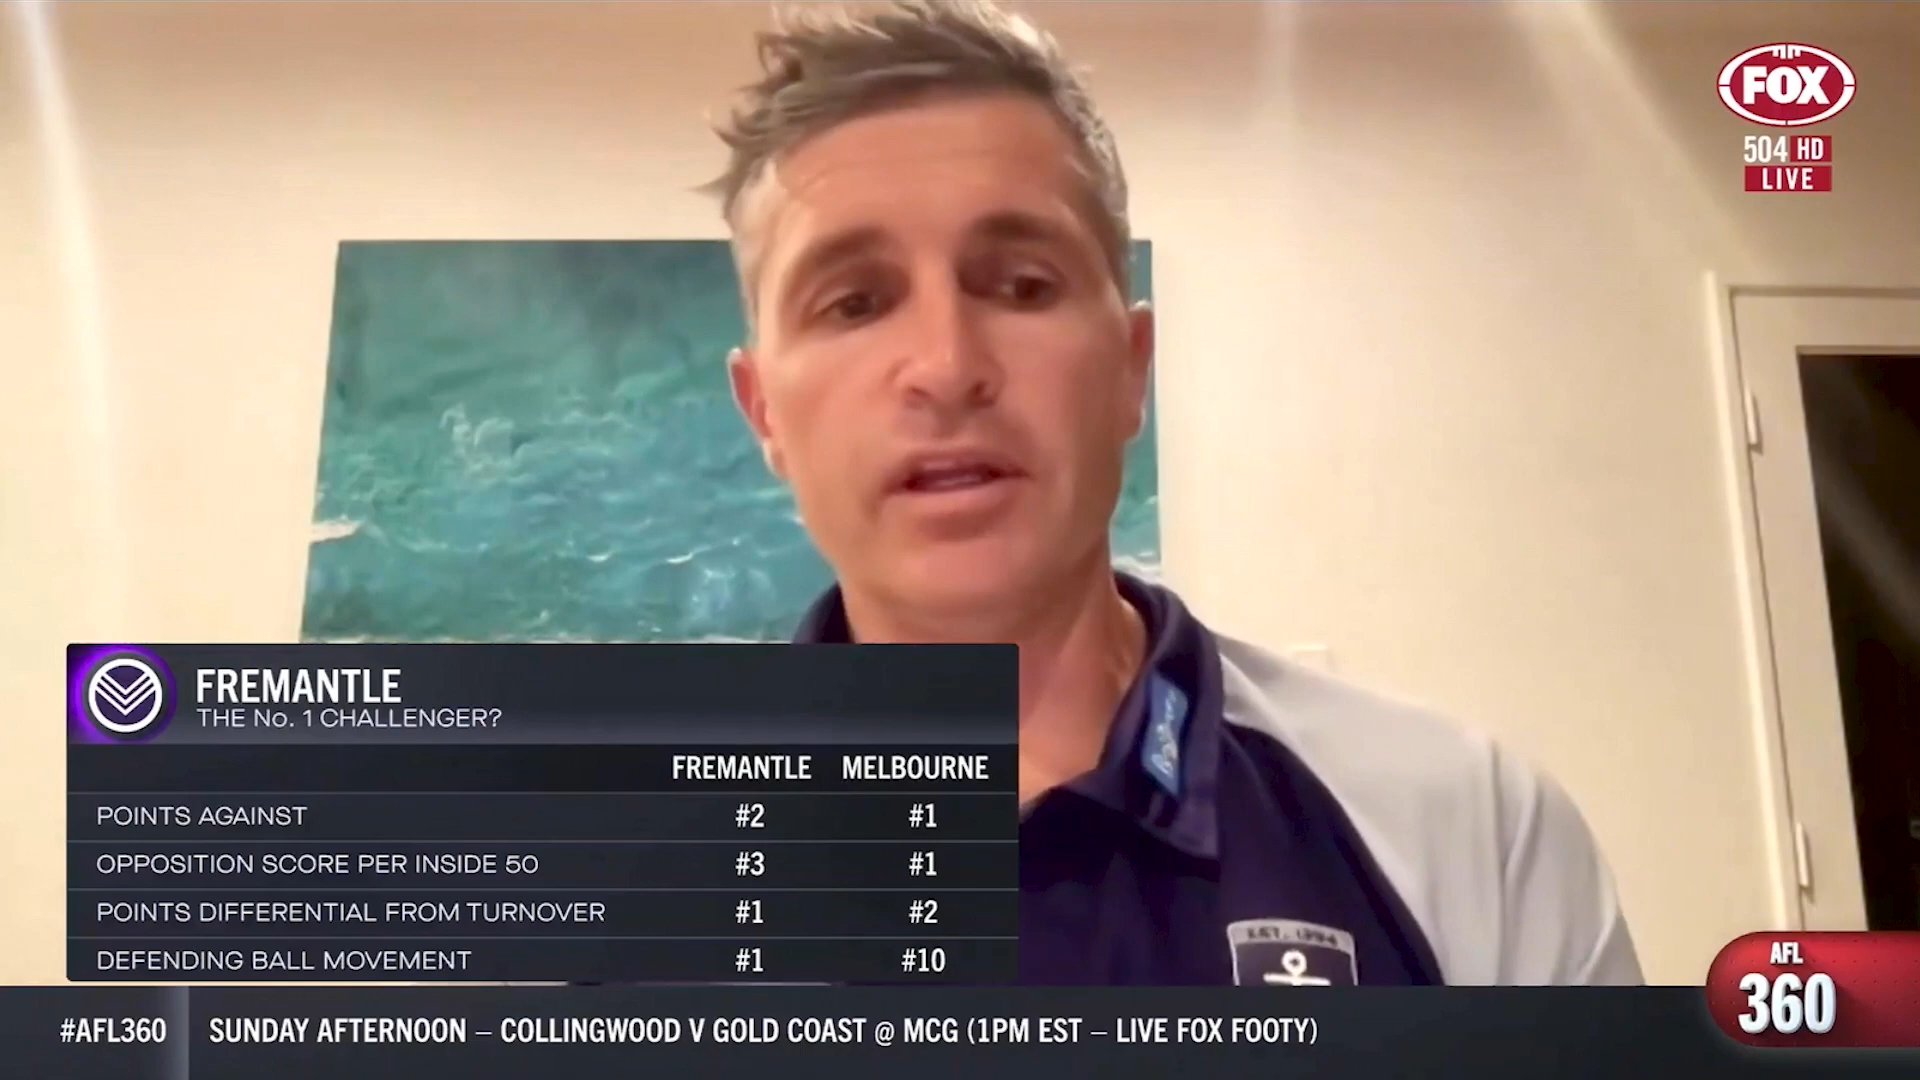 FOX
504 HD
LIVE
FREMANTLE
THE No. 1 CHALLENGER?
FREMANTLE MELBOURNE
POINTS AGAINST #2 #1
OPPOSITION SCORE PER INSIDE 50 #3 #1
POINTS DIFFERENTIAL FROM TURNOVER #1 #2
DEFENDING BALL MOVEMENT #1 #10
EST. 1994
AFL
360
#AFL360 SUNDAY AFTERNOON – COLLINGWOOD V GOLD COAST @ MCG (1PM EST – LIVE FOX FOOTY)